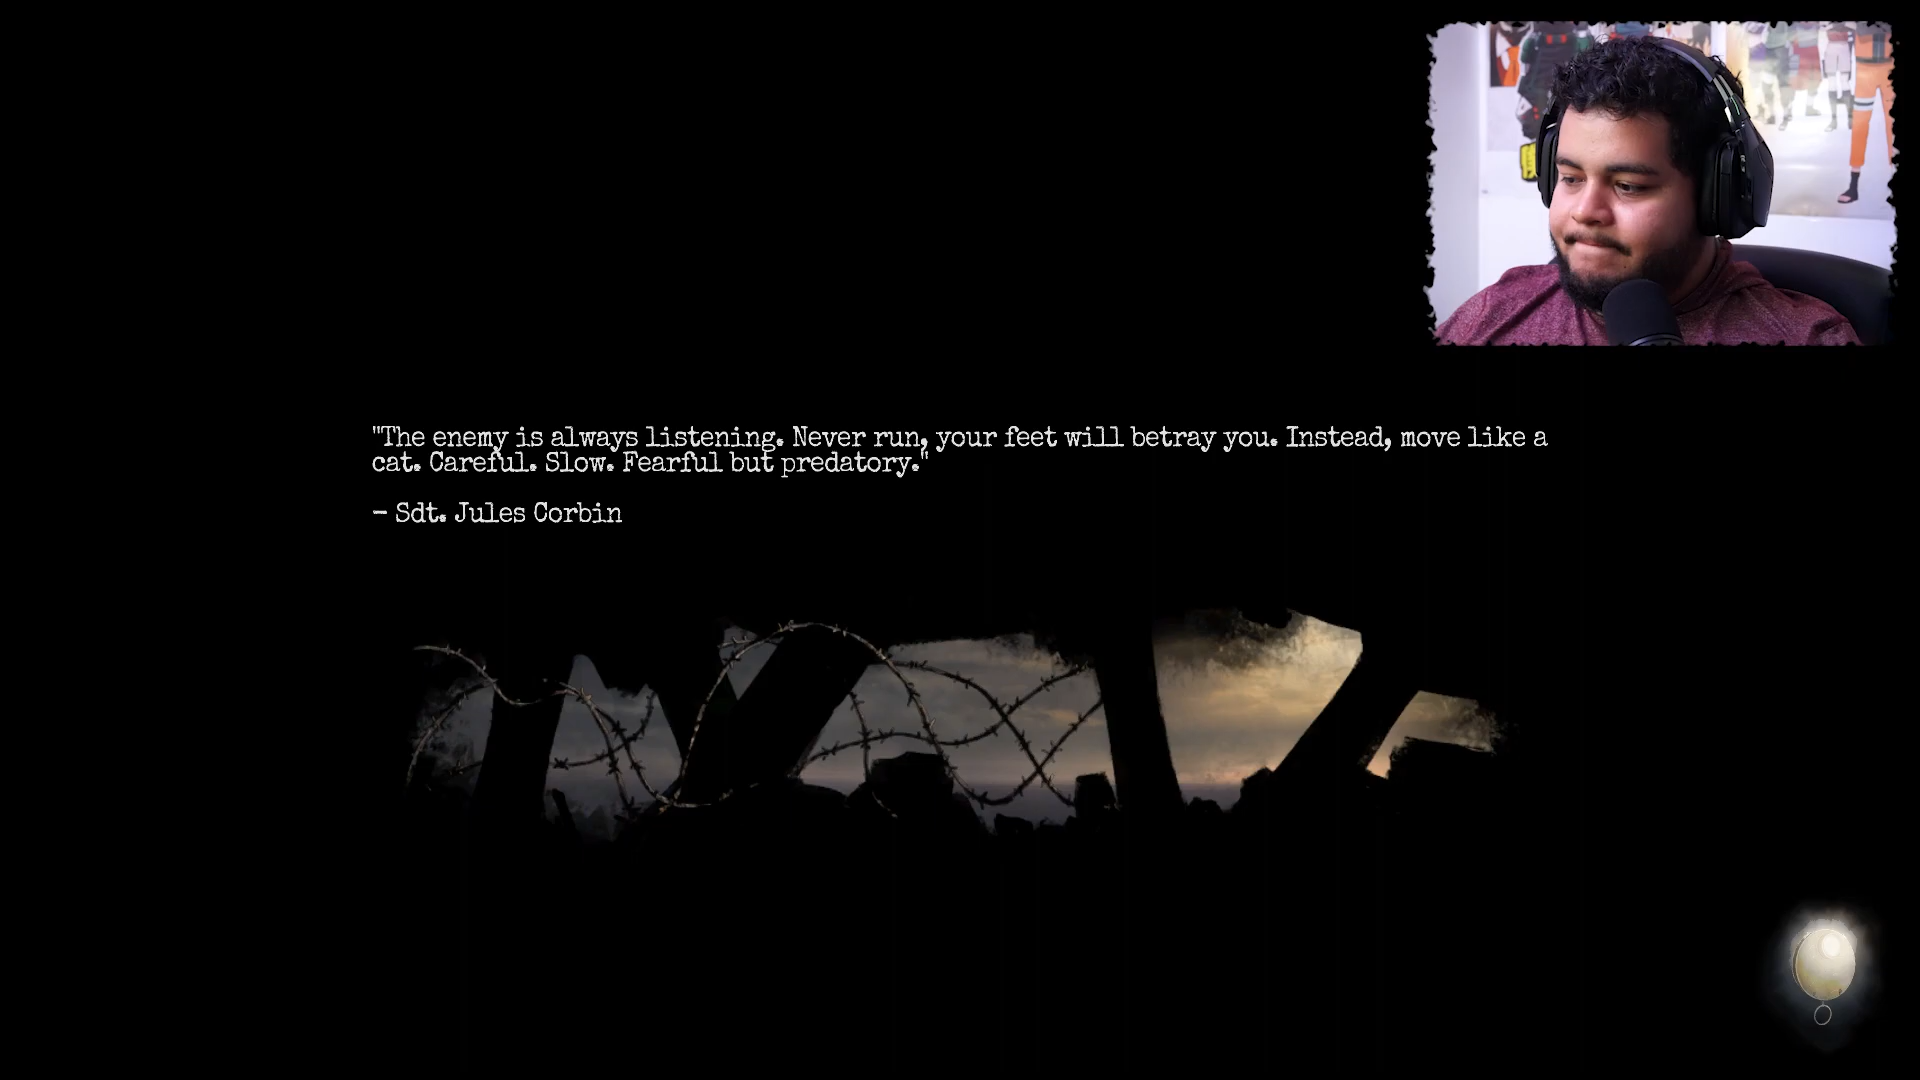 "The enemy is always listening. Never run, your feet will betray you. Instead, move like a
cat. Careful. Slow. Fearful but predatory."
- Sdt. Jules Corbin